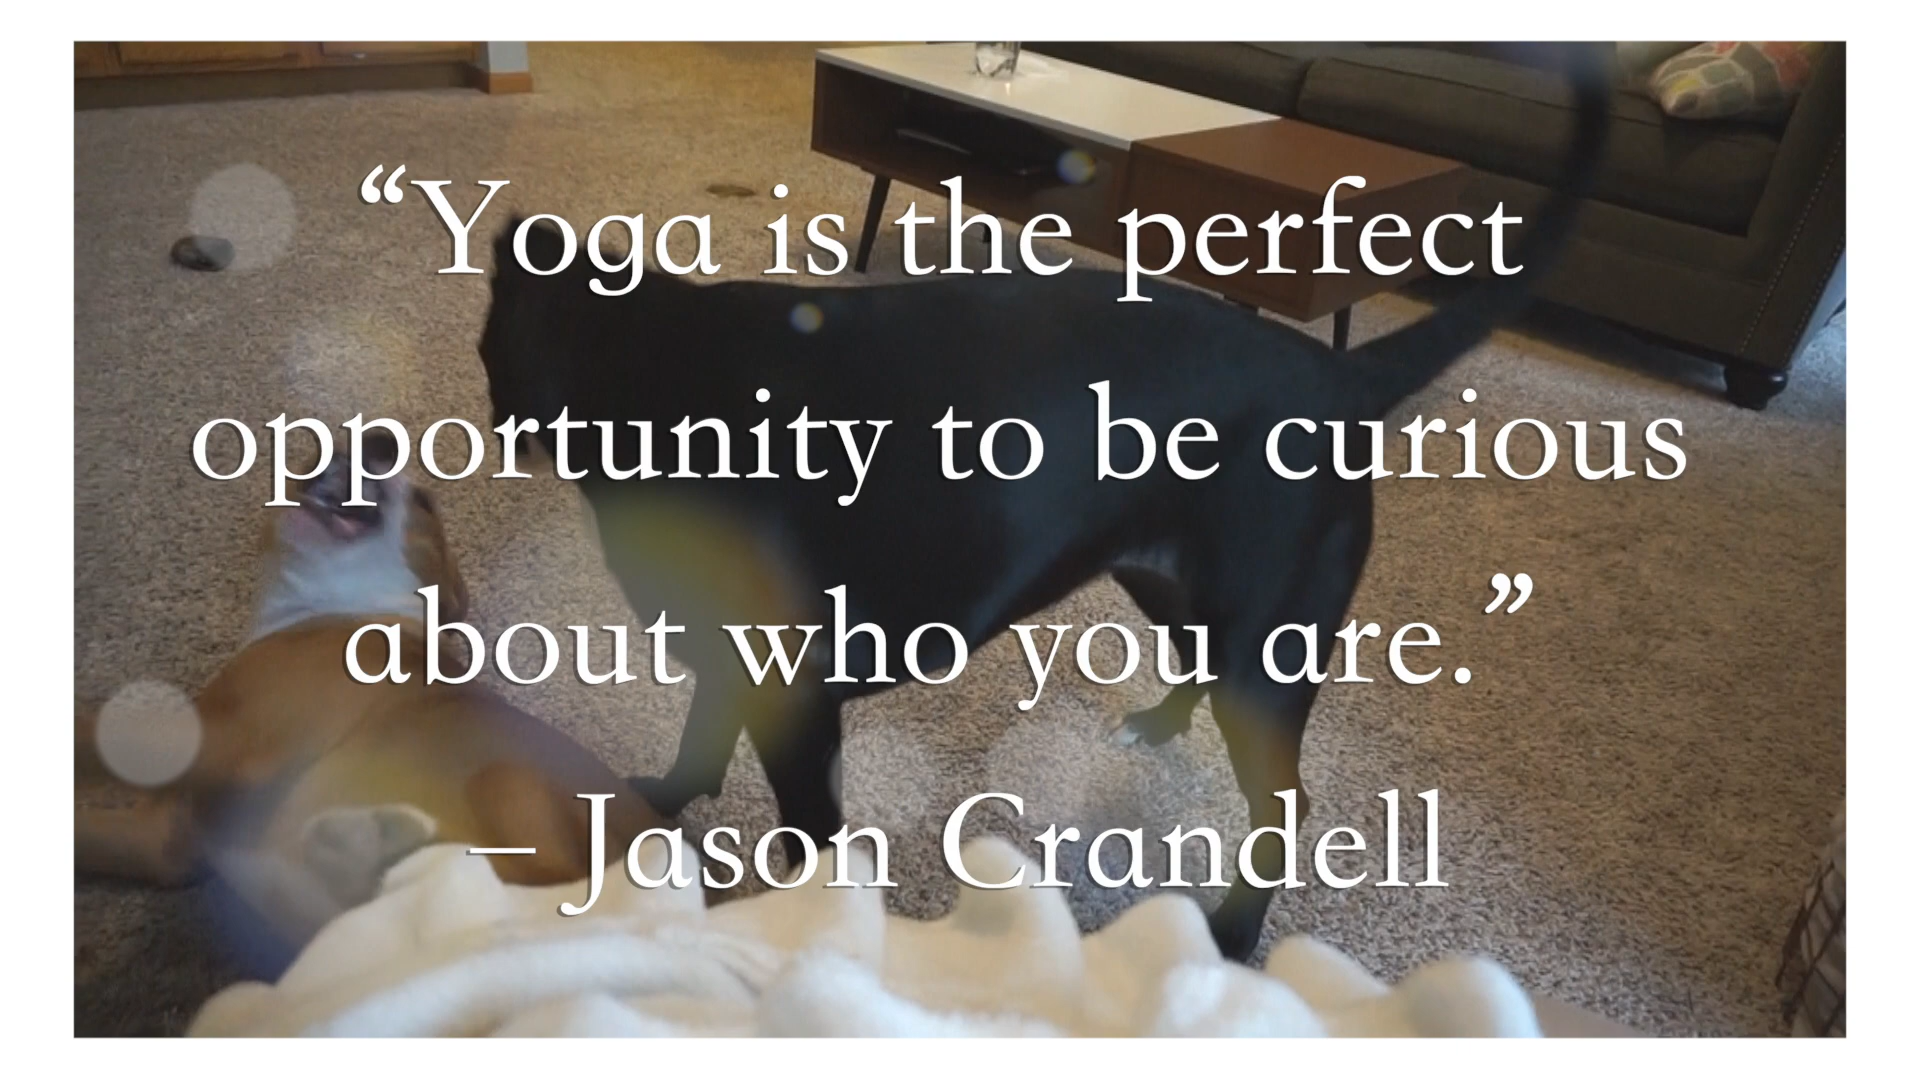 “Yoga is the perfect
opportunity to be curious
about who you are.”
– Jason Crandell